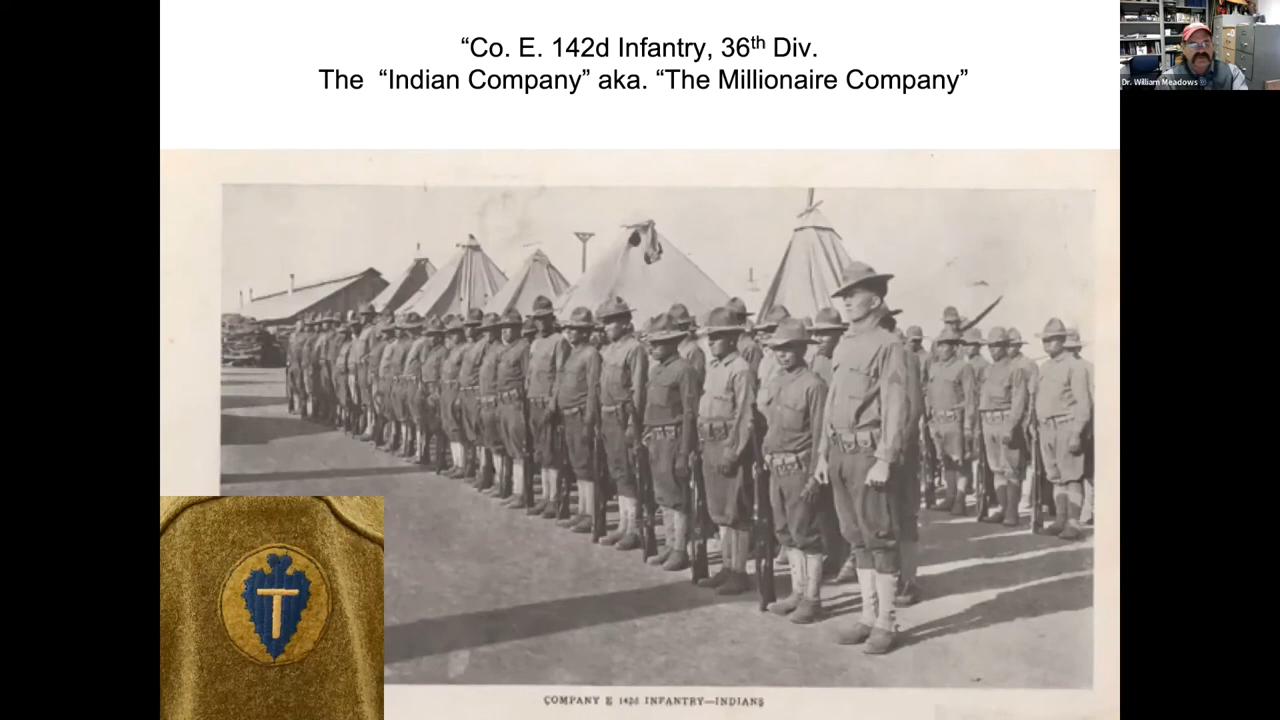 “Co. E. 142d Infantry, 36th Div.
The “Indian Company” aka. “The Millionaire Company”
Dr. William Meadows
T
COMPANY E 142d INFANTRY—INDIANS